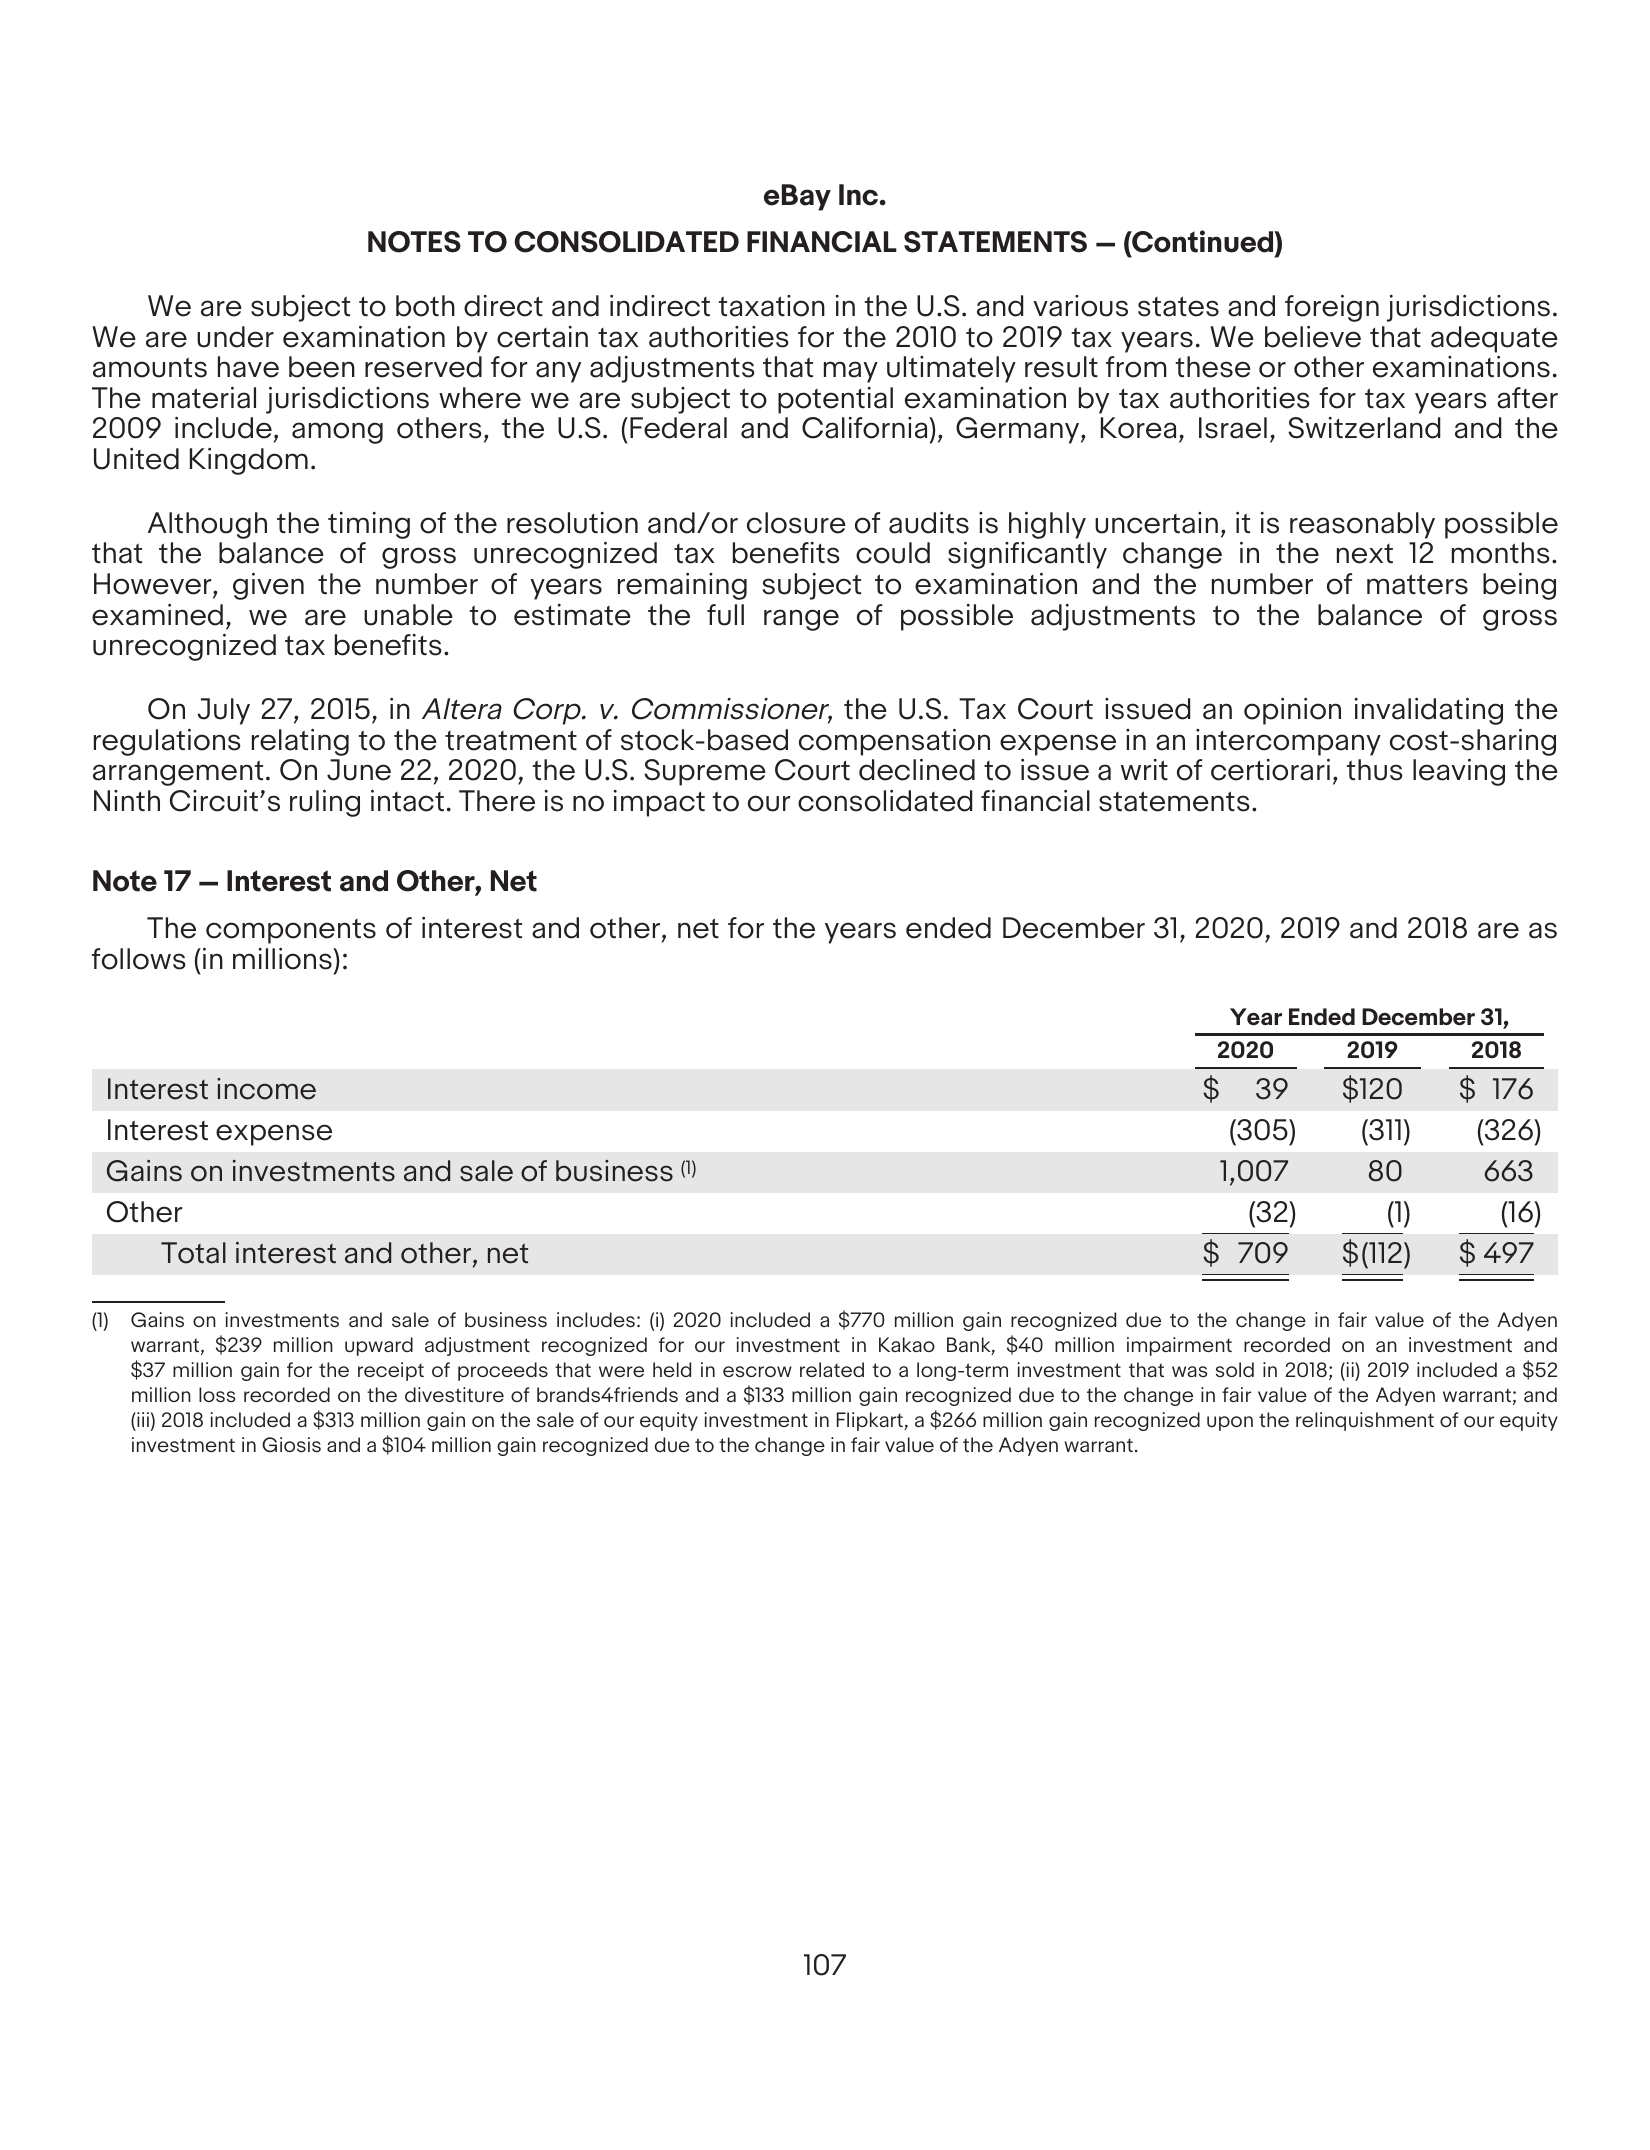 eBay Inc.
NOTES TO CONSOLIDATED FINANCIAL STATEMENTS — (Continued)
We are subject to both direct and indirect taxation in the U.S. and various states and foreign jurisdictions.
We are under examination by certain tax authorities for the 2010 to 2019 tax years. We believe that adequate
amounts have been reserved for any adjustments that may ultimately result from these or other examinations.
The material jurisdictions where we are subject to potential examination by tax authorities for tax years after
2009 include, among others, the U.S. (Federal and California), Germany, Korea, Israel, Switzerland and the
United Kingdom.
Although the timing of the resolution and/or closure of audits is highly uncertain, it is reasonably possible
that the balance of gross unrecognized tax benefits could significantly change in the next 12 months.
However, given the number of years remaining subject to examination and the number of matters being
examined, we are unable to estimate the full range of possible adjustments to the balance of gross
unrecognized tax benefits.
On July 27, 2015, in Altera Corp. v. Commissioner, the U.S. Tax Court issued an opinion invalidating the
regulations relating to the treatment of stock-based compensation expense in an intercompany cost-sharing
arrangement. On June 22, 2020, the U.S. Supreme Court declined to issue a writ of certiorari, thus leaving the
Ninth Circuit's ruling intact. There is no impact to our consolidated financial statements.
Note 17 — Interest and Other, Net
The components of interest and other, net for the years ended December 31, 2020, 2019 and 2018 are as
follows (in millions):
Year Ended December 31,
2020 2019 2018
Interest income $ 39 $120 $ 176
Interest expense (305) (311) (326)
Gains on investments and sale of business (1) 1,007 80 663
Other (32) (1) (16)
Total interest and other, net $ 709 $(112) $ 497
(1) Gains on investments and sale of business includes: (i) 2020 included a $770 million gain recognized due to the change in fair value of the Adyen
warrant, $239 million upward adjustment recognized for our investment in Kakao Bank, $40 million impairment recorded on an investment and
$37 million gain for the receipt of proceeds that were held in escrow related to a long-term investment that was sold in 2018; (ii) 2019 included a $52
million loss recorded on the divestiture of brands4friends and a $133 million gain recognized due to the change in fair value of the Adyen warrant; and
(iii) 2018 included a $313 million gain on the sale of our equity investment in Flipkart, a $266 million gain recognized upon the relinquishment of our equity
investment in Giosis and a $104 million gain recognized due to the change in fair value of the Adyen warrant.
107